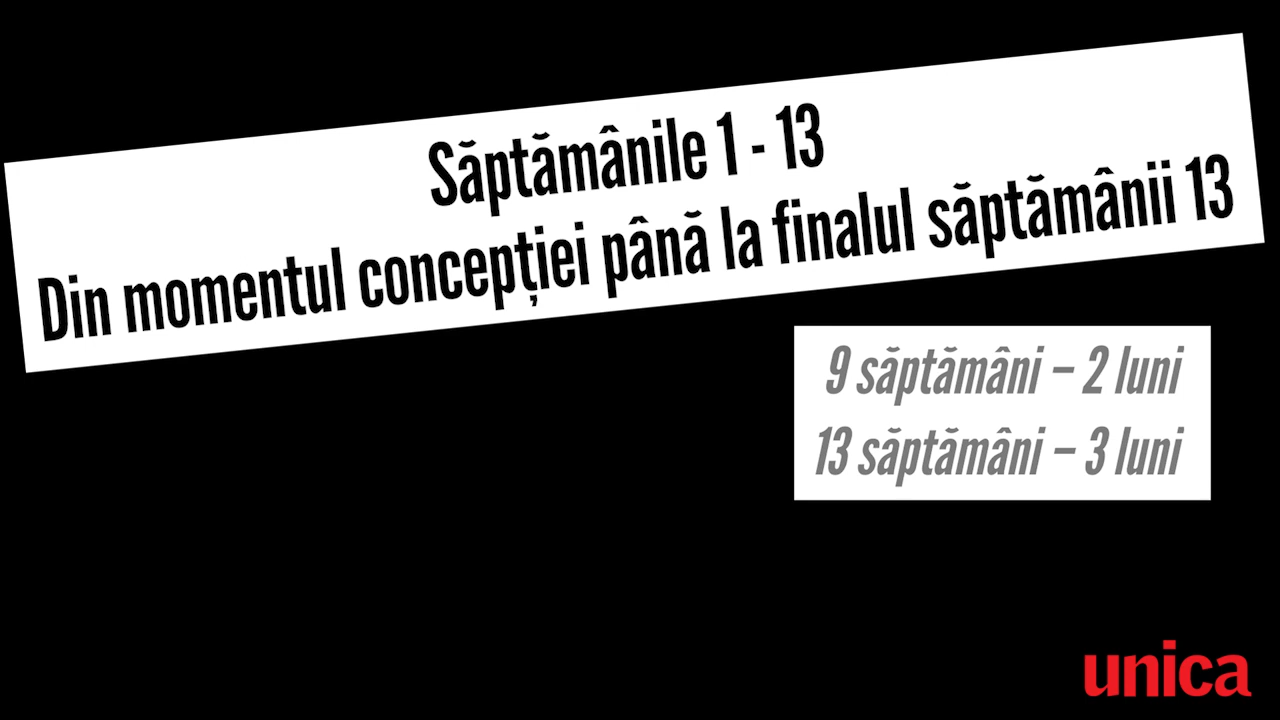 Săptămânile 1 - 13
Din momentul concepției până la finalul săptămânii 13
9 săptămâni – 2 luni
13 săptămâni – 3 luni
unica